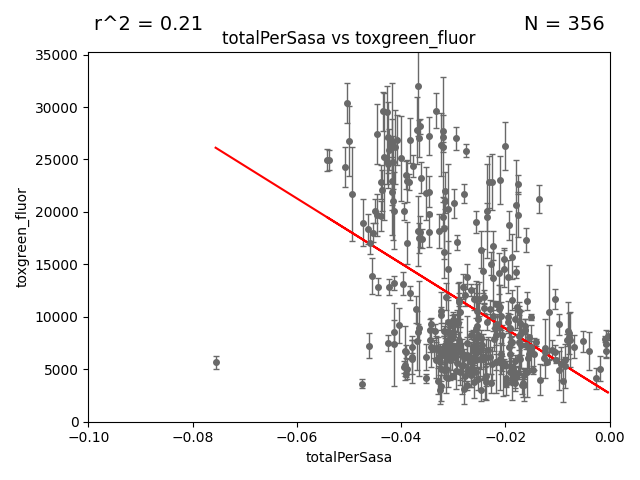 r^2 = 0.21
N = 356
totalPerSasa vs toxgreen_fluor
35000
30000
25000
20000
15000
10000
5000
0
toxgreen_fluor
−0.10
−0.08
−0.06
−0.04
−0.02
0.00
totalPerSasa